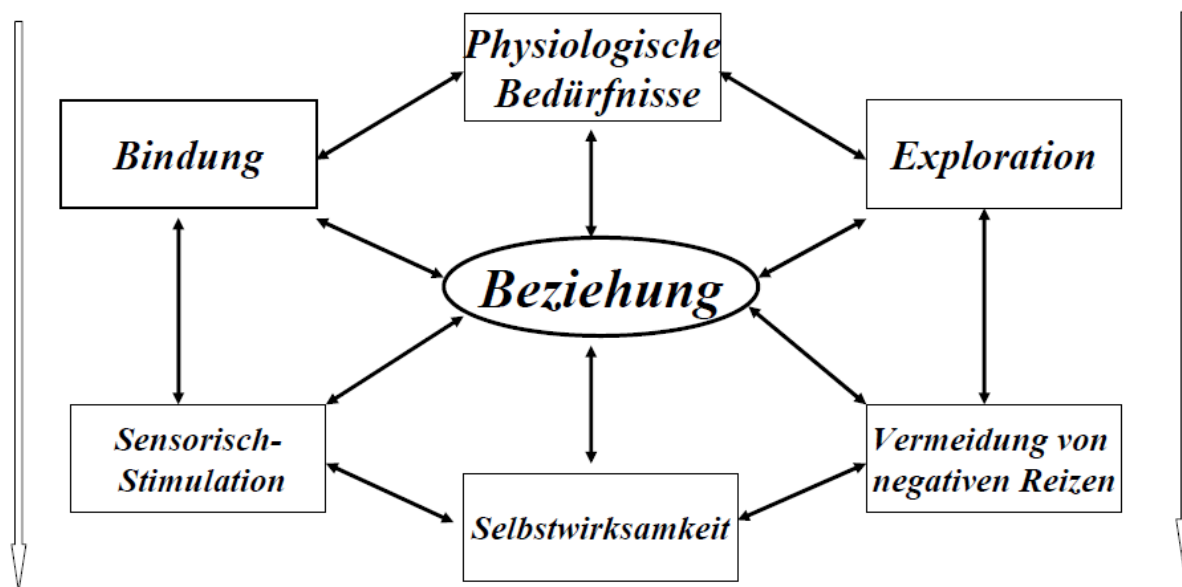 Physiologische
Bedürfnisse
Bindung
Exploration
Beziehung
Sensorisch-
Stimulation
Vermeidung von
negativen Reizen
Selbstwirksamkeit